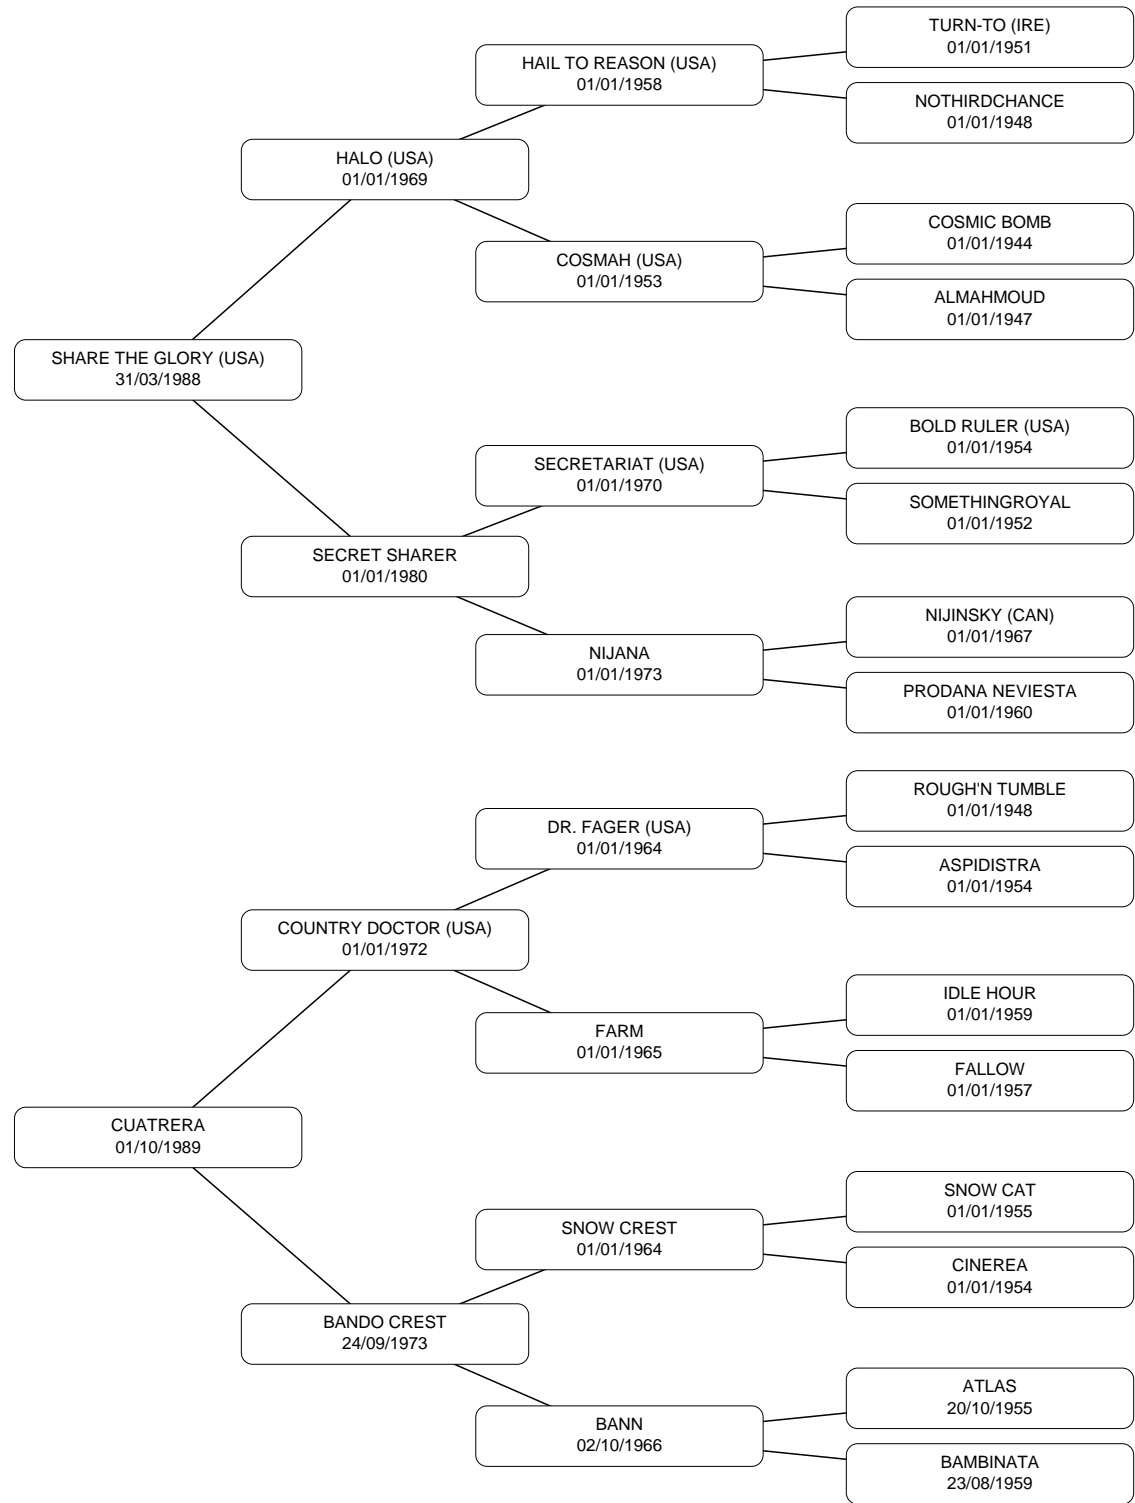 TURN-TO (IRE)
01/01/1951
HAIL TO REASON (USA)
01/01/1958
NOTHIRDCHANCE
01/01/1948
HALO (USA)
01/01/1969
COSMIC BOMB
01/01/1944
COSMAH (USA)
01/01/1953
ALMAHMOUD
01/01/1947
SHARE THE GLORY (USA)
31/03/1988
BOLD RULER (USA)
01/01/1954
SECRETARIAT (USA)
01/01/1970
SOMETHINGROYAL
01/01/1952
SECRET SHARER
01/01/1980
NIJINSKY (CAN)
01/01/1967
NIJANA
01/01/1973
PRODANA NEVIESTA
01/01/1960
ROUGH'N TUMBLE
01/01/1948
DR. FAGER (USA)
01/01/1964
ASPIDISTRA
01/01/1954
COUNTRY DOCTOR (USA)
01/01/1972
IDLE HOUR
01/01/1959
FARM
01/01/1965
FALLOW
01/01/1957
CUATRERA
01/10/1989
SNOW CAT
01/01/1955
SNOW CREST
01/01/1964
CINEREA
01/01/1954
BANDO CREST
24/09/1973
ATLAS
20/10/1955
BANN
02/10/1966
BAMBINATA
23/08/1959